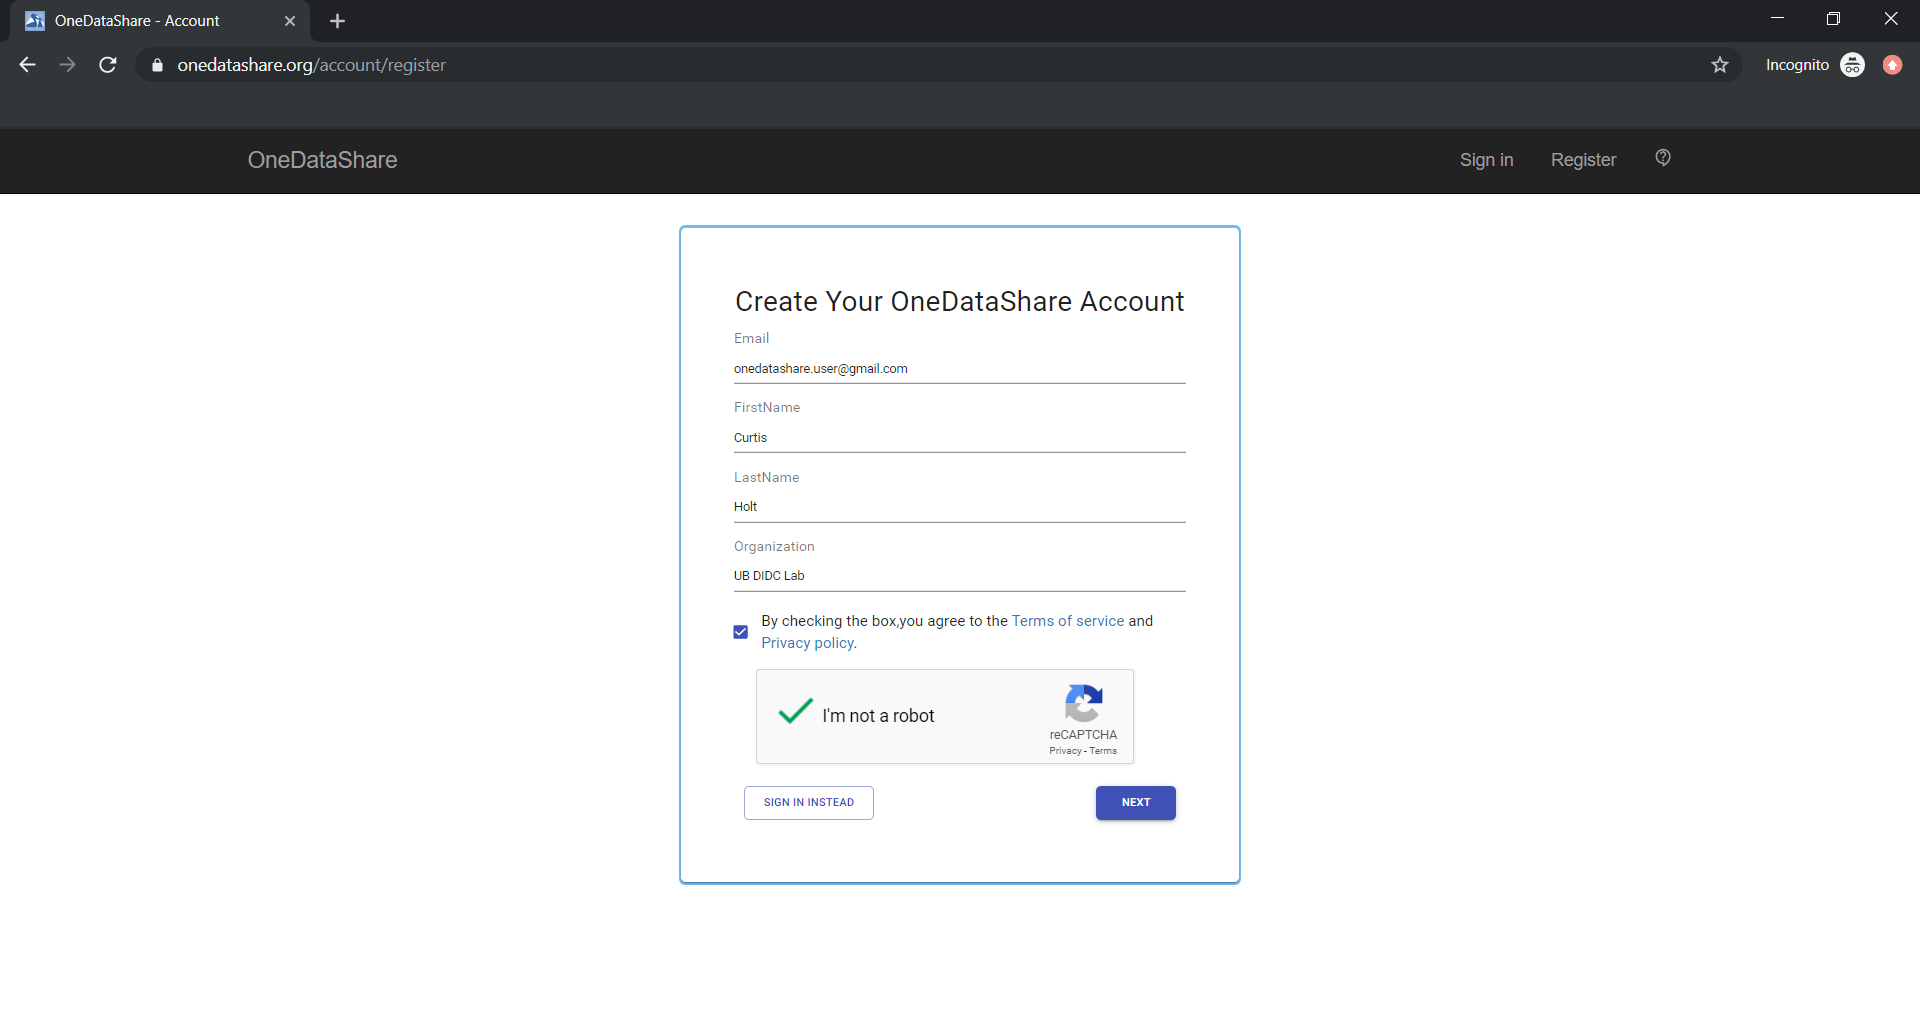 OneDataShare - Account
onedatashare.org/account/register
Incognito
OneDataShare
Sign in
Register
Create Your OneDataShare Account
Email
onedatashare.user@gmail.com
FirstName
Curtis
LastName
Holt
Organization
UB DIDC Lab
By checking the box,you agree to the Terms of service and
Privacy policy.
I'm not a robot
reCAPTCHA
Privacy - Terms
SIGN IN INSTEAD
NEXT